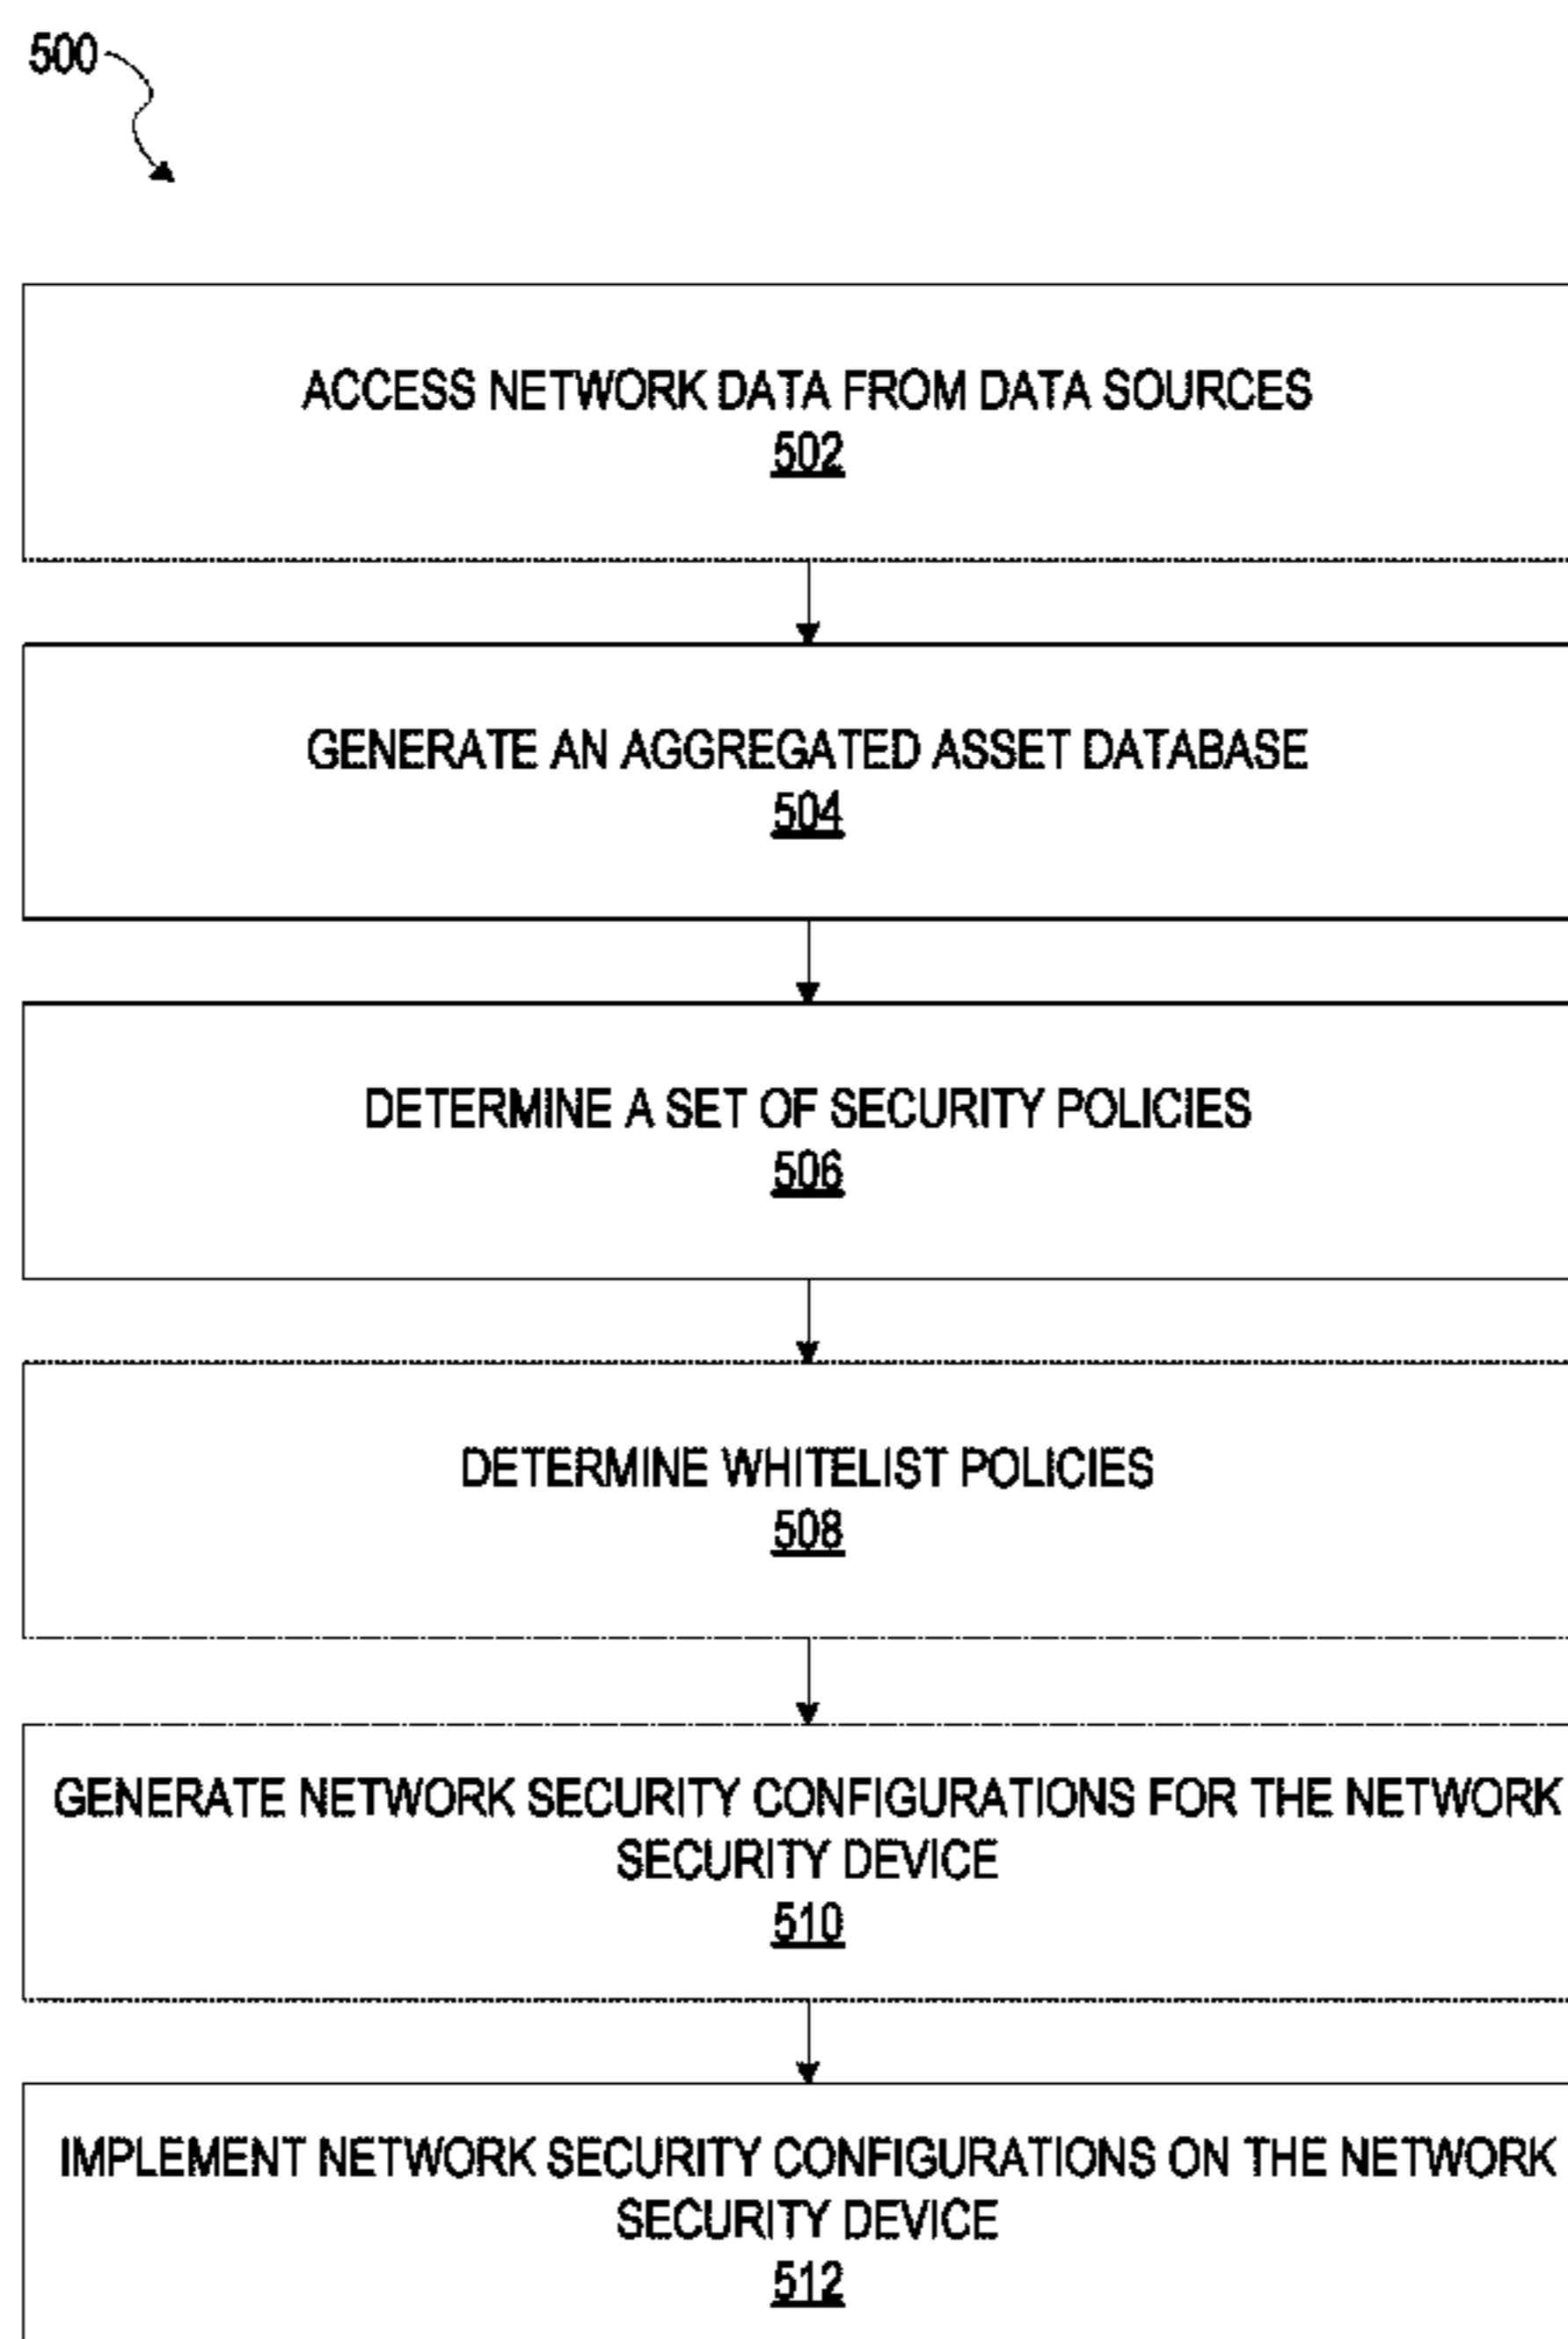 500
ACCESS NETWORK DATA FROM DATA SOURCES
502
GENERATE AN AGGREGATED ASSET DATABASE
504
DETERMINE A SET OF SECURITY POLICIES
506
DETERMINE WHITELIST POLICIES
508
GENERATE NETWORK SECURITY CONFIGURATIONS FOR THE NETWORK
SECURITY DEVICE
510
IMPLEMENT NETWORK SECURITY CONFIGURATIONS ON THE NETWORK
SECURITY DEVICE
512